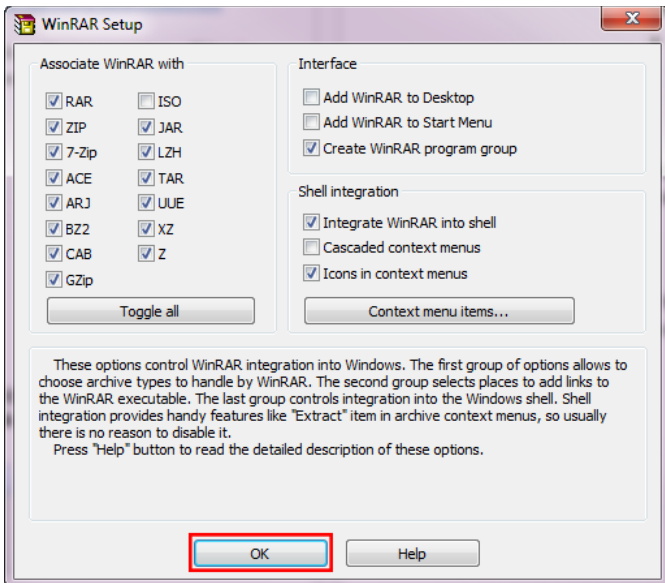 WinRAR Setup
Associate WinRAR with
RAR
ISO
ZIP
JAR
7-Zip
LZH
ACE
TAR
ARJ
UUE
BZ2
XZ
CAB
Z
GZip
Toggle all
Interface
Add WinRAR to Desktop
Add WinRAR to Start Menu
Create WinRAR program group
Shell integration
Integrate WinRAR into shell
Cascaded context menus
Icons in context menus
Context menu items...
These options control WinRAR integration into Windows. The first group of options allows to
choose archive types to handle by WinRAR. The second group selects places to add links to
the WinRAR executable. The last group controls integration into the Windows shell. Shell
integration provides handy features like "Extract" item in archive context menus, so usually
there is no reason to disable it.
Press "Help" button to read the detailed description of these options.
OK
Help